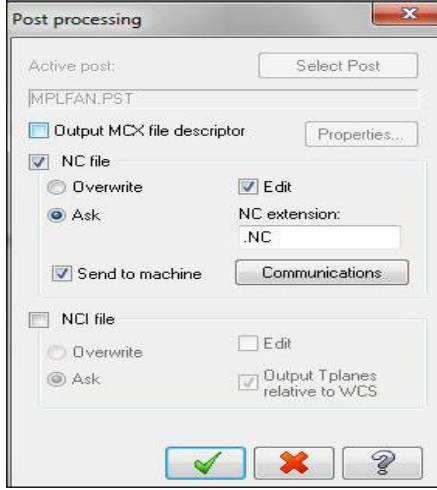 Post processing
Active post:
Select Post
MPLFAN.PST
Output MCX file descriptor
Properties...
NC file
Overwrite
Edit
Ask
NC extension:
.NC
Send to machine
Communications
NCI file
Overwrite
Edit
Ask
Output Tplanes
relative to WCS